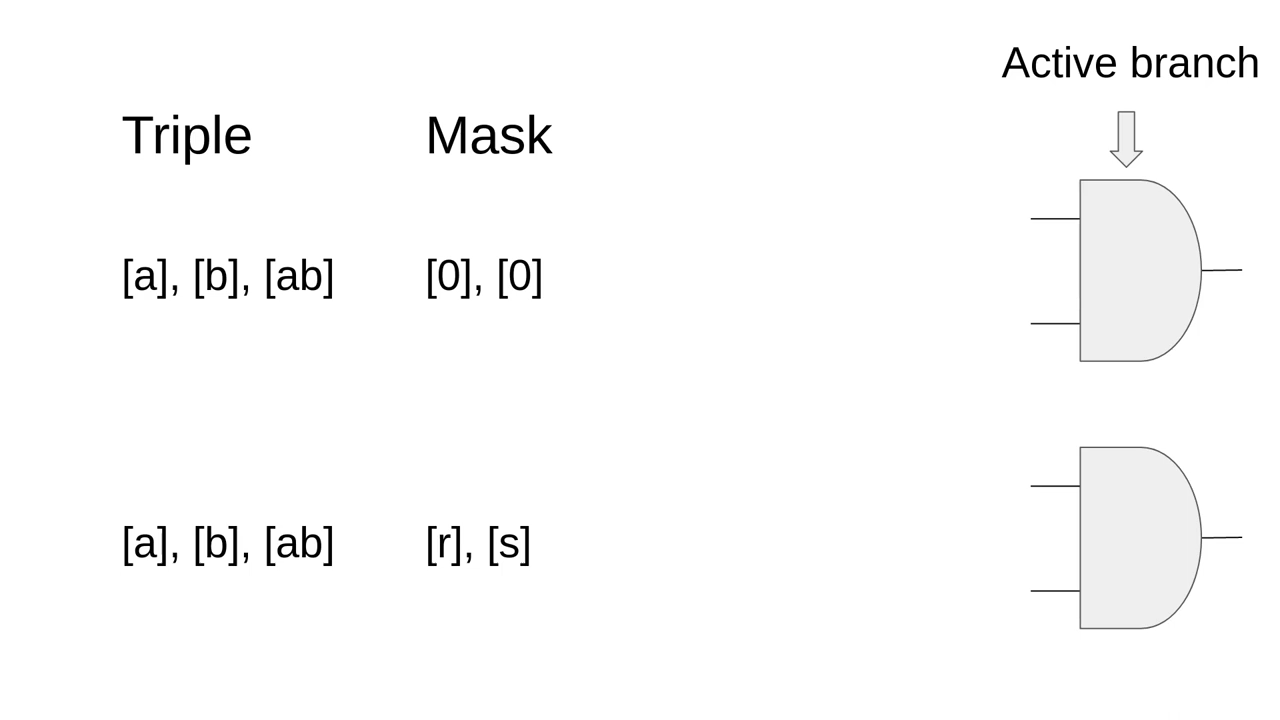 Active branch
Triple Mask
[a], [b], [ab] [0], [0]
[a], [b], [ab] [r], [s]